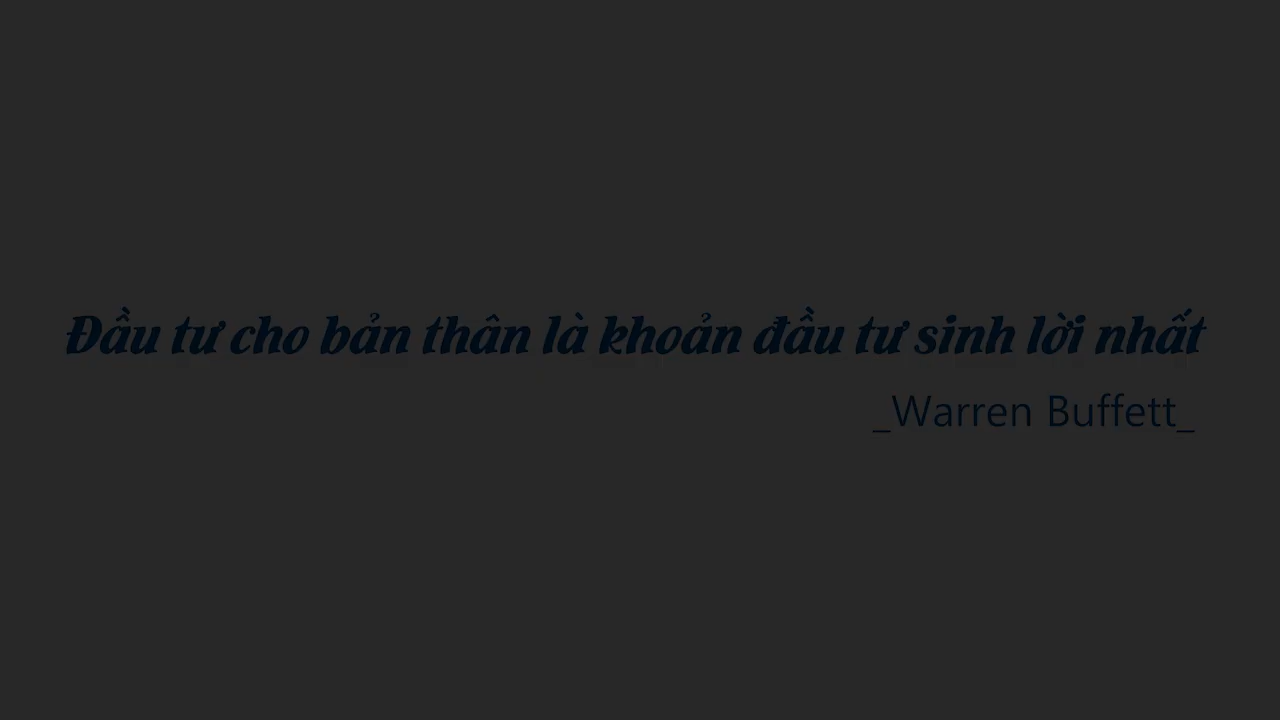 Đầu tư cho bản thân là khoản đầu tư sinh lời nhất
_Warren Buffett_